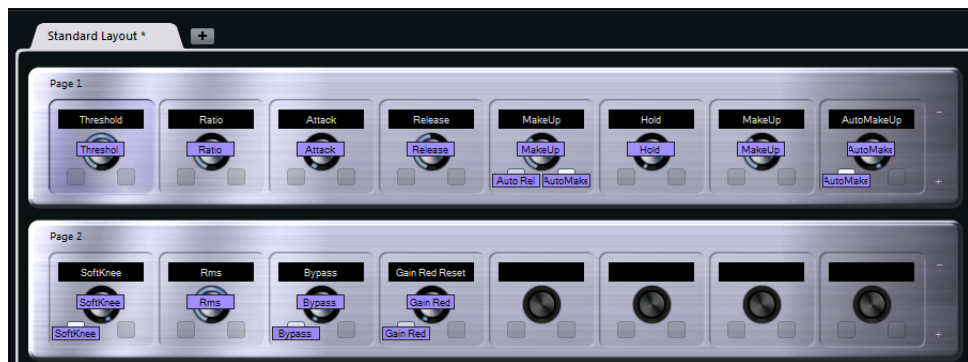 Standard Layout * +
Page 1
Threshold Ratio Attack Release MakeUp Hold MakeUp AutoMakeUp
Threshol Ratio Attack Release MakeUp Hold MakeUp AutoMake
Auto Rel AutoMake AutoMake
Page 2
SoftKnee Rms Bypass Gain Red Reset
SoftKnee Rms Bypass Gain Red
SoftKnee Bypass Gain Red